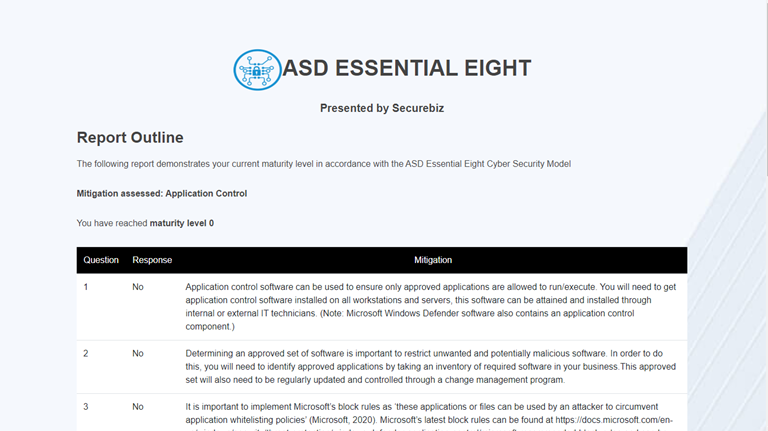 ASD ESSENTIAL EIGHT
Presented by Securebiz
Report Outline
The following report demonstrates your current maturity level in accordance with the ASD Essential Eight Cyber Security Model
Mitigation assessed: Application Control
You have reached maturity level 0
Question Response Mitigation
1 No Application control software can be used to ensure only approved applications are allowed to run/execute. You will need to get
application control software installed on all workstations and servers, this software can be attained and installed through
internal or external IT technicians. (Note: Microsoft Windows Defender software also contains an application control
component.)
2 No Determining an approved set of software is important to restrict unwanted and potentially malicious software. In order to do
this, you will need to identify approved applications by taking an inventory of required software in your business.This approved
set will also need to be regularly updated and controlled through a change management program.
3 No It is important to implement Microsoft's block rules as 'these applications or files can be used by an attacker to circumvent
application whitelisting policies' (Microsoft, 2020). Microsoft's latest block rules can be found at https://docs.microsoft.com/en-